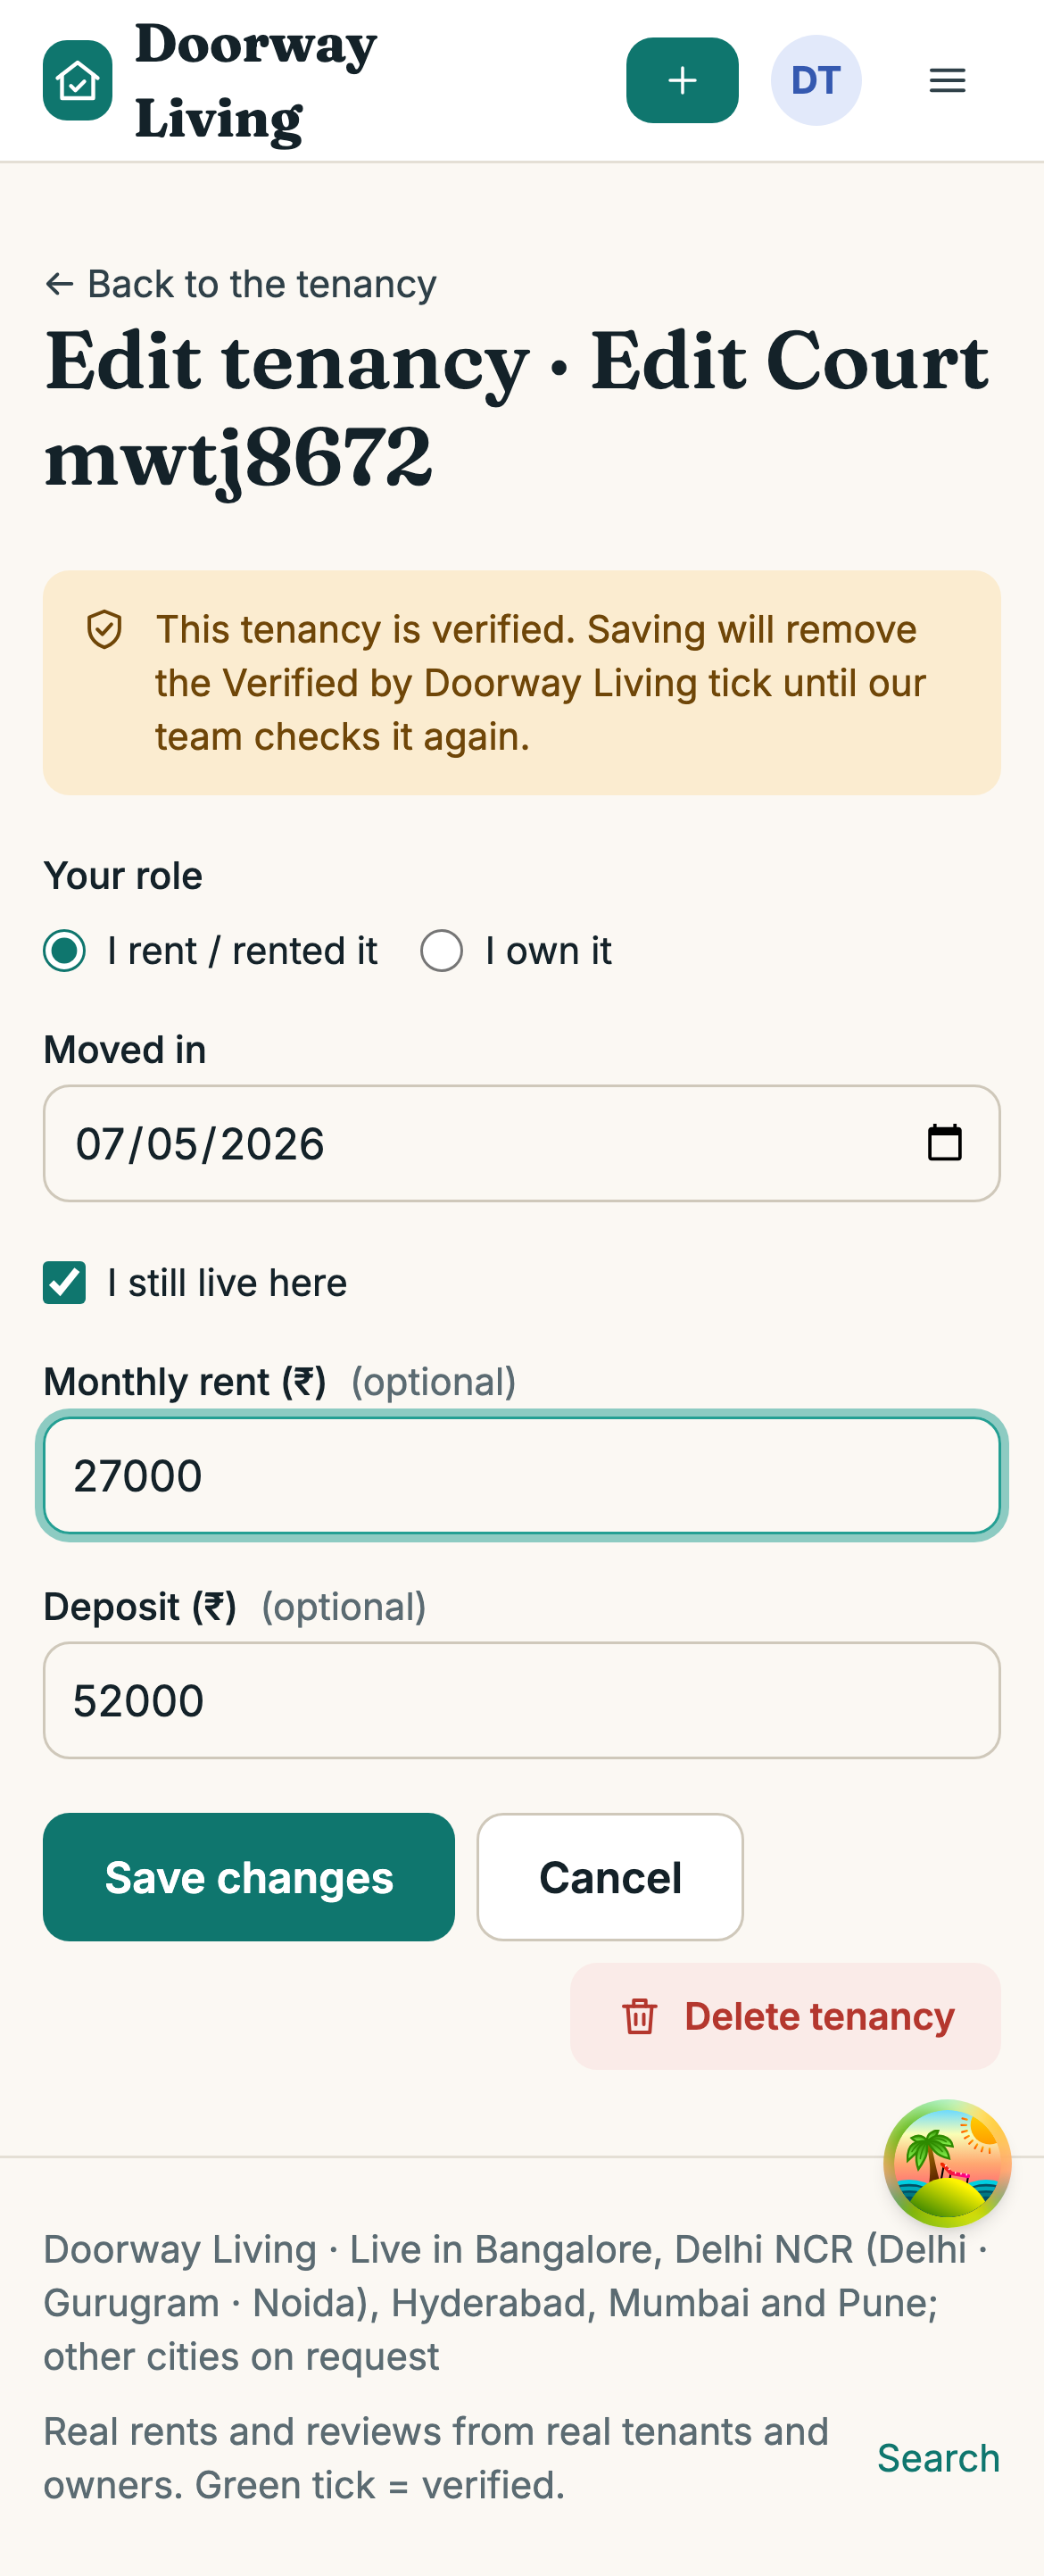 Doorway
Living
DT
← Back to the tenancy
Edit tenancy · Edit Court
mwtj8672
This tenancy is verified. Saving will remove
the Verified by Doorway Living tick until our
team checks it again.
Your role
I rent / rented it
I own it
Moved in
07/05/2026
I still live here
Monthly rent (₹) (optional)
27000
Deposit (₹) (optional)
52000
Save changes
Cancel
Delete tenancy
Doorway Living · Live in Bangalore, Delhi NCR (Delhi ·
Gurugram · Noida), Hyderabad, Mumbai and Pune;
other cities on request
Real rents and reviews from real tenants and
owners. Green tick = verified.
Search